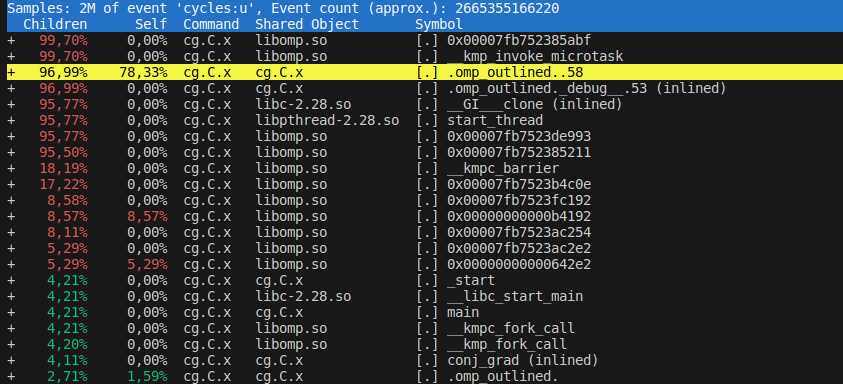 Samples: 2M of event 'cycles:u', Event count (approx.): 2665355166220
Children Self Command Shared Object Symbol
+ 99,70% 0,00% cg.C.x libomp.so [.] 0x00007fb752385abf
+ 99,70% 0,00% cg.C.x libomp.so [.] __kmp_invoke_microtask
+ 96,99% 78,33% cg.C.x cg.C.x [.] .omp_outlined..58
+ 96,99% 0,00% cg.C.x cg.C.x [.] .omp_outlined._debug__.53 (inlined)
+ 95,77% 0,00% cg.C.x libc-2.28.so [.] __GI___clone (inlined)
+ 95,77% 0,00% cg.C.x libpthread-2.28.so [.] start_thread
+ 95,77% 0,00% cg.C.x libomp.so [.] 0x00007fb7523de993
+ 95,50% 0,00% cg.C.x libomp.so [.] 0x00007fb752385211
+ 18,19% 0,00% cg.C.x libomp.so [.] __kmpc_barrier
+ 17,22% 0,00% cg.C.x libomp.so [.] 0x00007fb7523b4c0e
+ 8,58% 0,00% cg.C.x libomp.so [.] 0x00007fb7523fc192
+ 8,57% 8,57% cg.C.x libomp.so [.] 0x00000000000b4192
+ 8,11% 0,00% cg.C.x libomp.so [.] 0x00007fb7523ac254
+ 5,29% 0,00% cg.C.x libomp.so [.] 0x00007fb7523ac2e2
+ 5,29% 5,29% cg.C.x libomp.so [.] 0x00000000000642e2
+ 4,21% 0,00% cg.C.x cg.C.x [.] _start
+ 4,21% 0,00% cg.C.x libc-2.28.so [.] __libc_start_main
+ 4,21% 0,00% cg.C.x cg.C.x [.] main
+ 4,21% 0,00% cg.C.x libomp.so [.] __kmpc_fork_call
+ 4,20% 0,00% cg.C.x libomp.so [.] __kmp_fork_call
+ 4,11% 0,00% cg.C.x cg.C.x [.] conj_grad (inlined)
+ 2,71% 1,59% cg.C.x cg.C.x [.] .omp_outlined.